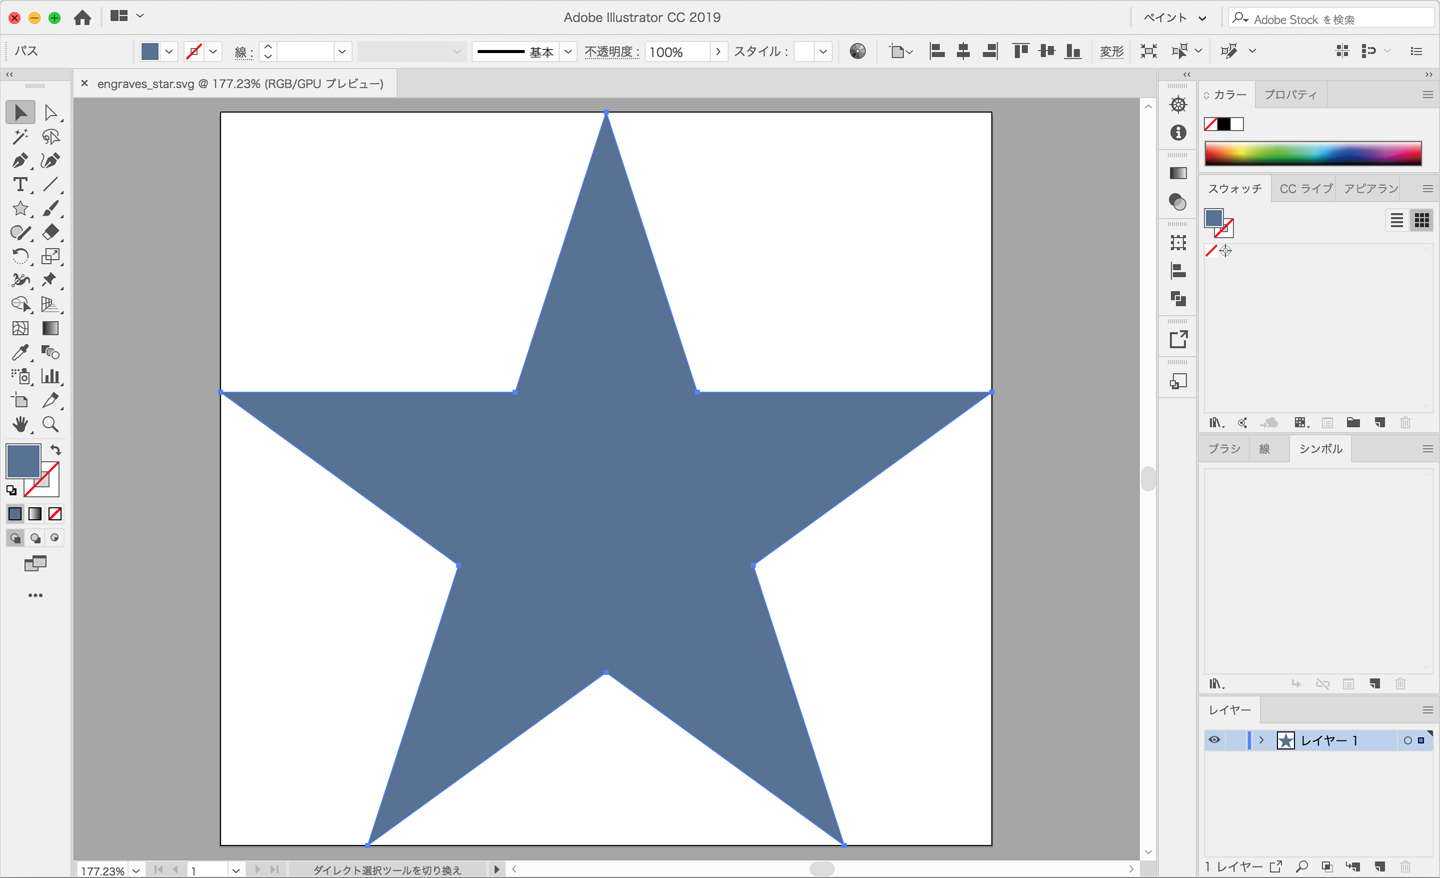 Adobe Illustrator CC 2019
ペイント
Adobe Stock を検索
パス
線 :
基本
不透明度 :
100%
スタイル :
変形
engraves_star.svg @ 177.23% (RGB/GPU プレビュー)
カラー
プロパティ
スウォッチ
CC ライブ
アピアラン
ブラシ
線
シンボル
レイヤー
レイヤー 1
1 レイヤー
177.23%
1
ダイレクト選択ツールを切り換え